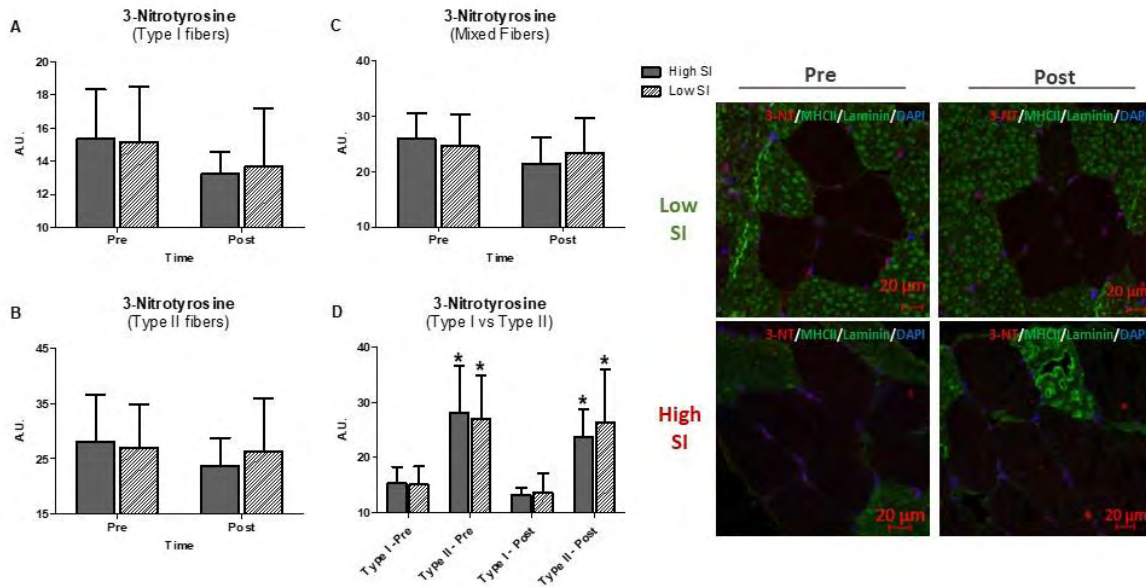 A
3-Nitrotyrosine
(Type I fibers)
20
18
16
14
12
10
A.U.
Pre
Post
Time
C
3-Nitrotyrosine
(Mixed Fibers)
40
30
20
10
A.U.
Pre
Post
Time
High SI
Low SI
B
3-Nitrotyrosine
(Type II fibers)
45
35
25
15
A.U.
Pre
Post
Time
D
3-Nitrotyrosine
(Type I vs Type II)
40
30
20
10
A.U.
*
*
*
*
Type I -Pre
Type II - Pre
Type I - Post
Type II - Post
Pre
Post
Low
SI
3-NT/MHCII/Laminin/DAPI
20 µm
3-NT/MHCII/Laminin/DAPI
20 µm
High
SI
3-NT/MHCII/Laminin/DAPI
20 µm
3-NT/MHCII/Laminin/DAPI
20 µm